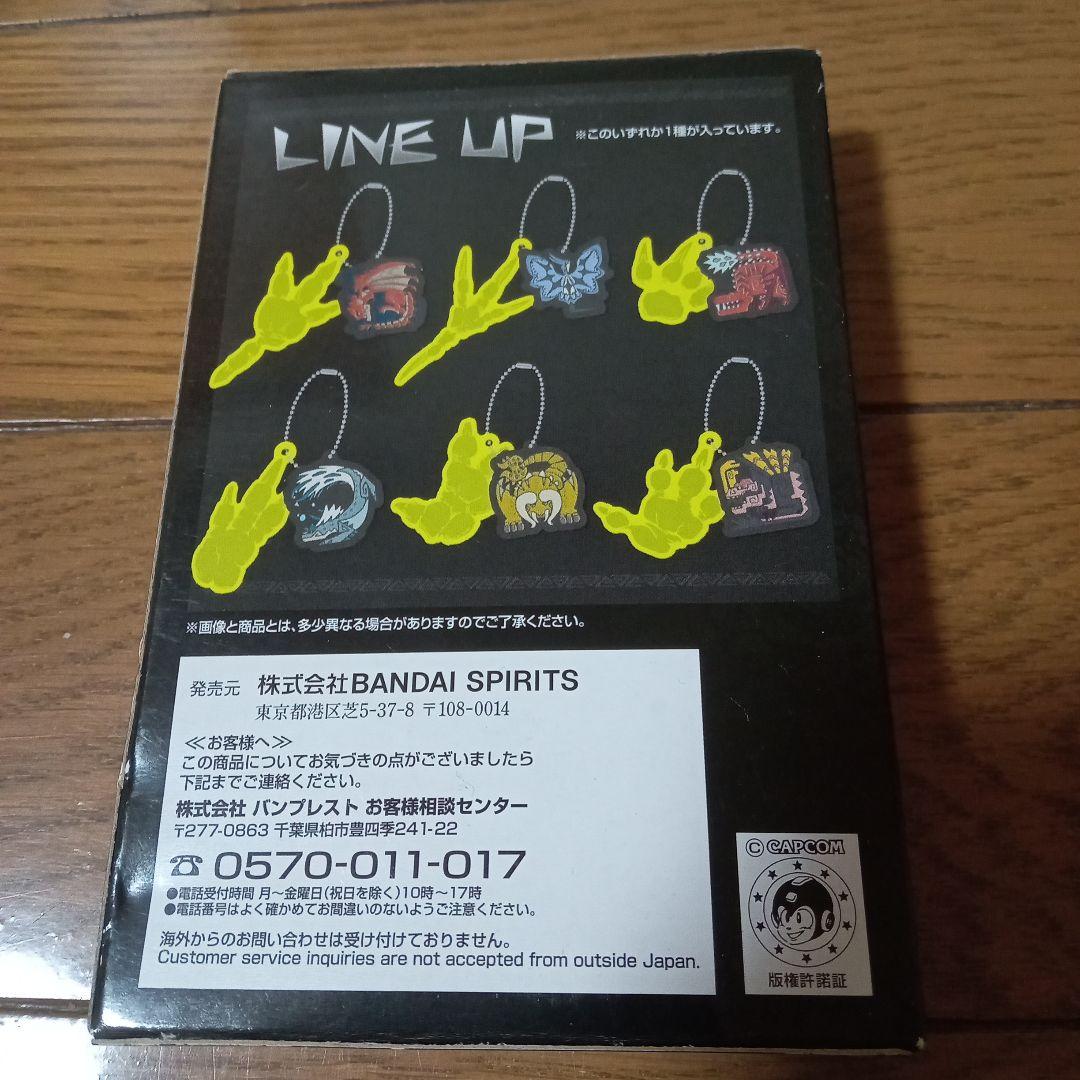 LINE UP
※このいずれか1種が入っています。
※画像と商品とは、多少異なる場合がありますのでご了承ください。
発売元 株式会社BANDAI SPIRITS
東京都港区芝5-37-8 〒108-0014
≪お客様へ≫
この商品についてお気づきの点がございましたら
下記までご連絡ください。
株式会社 バンプレスト お客様相談センター
〒277-0863 千葉県柏市豊四季241-22
☎ 0570-011-017
●電話受付時間 月～金曜日(祝日を除く)10時～17時
●電話番号はよく確かめてお間違いのないようご注意ください。
海外からのお問い合わせは受け付けておりません。
Customer service inquiries are not accepted from outside Japan.
© CAPCOM
版権許諾証